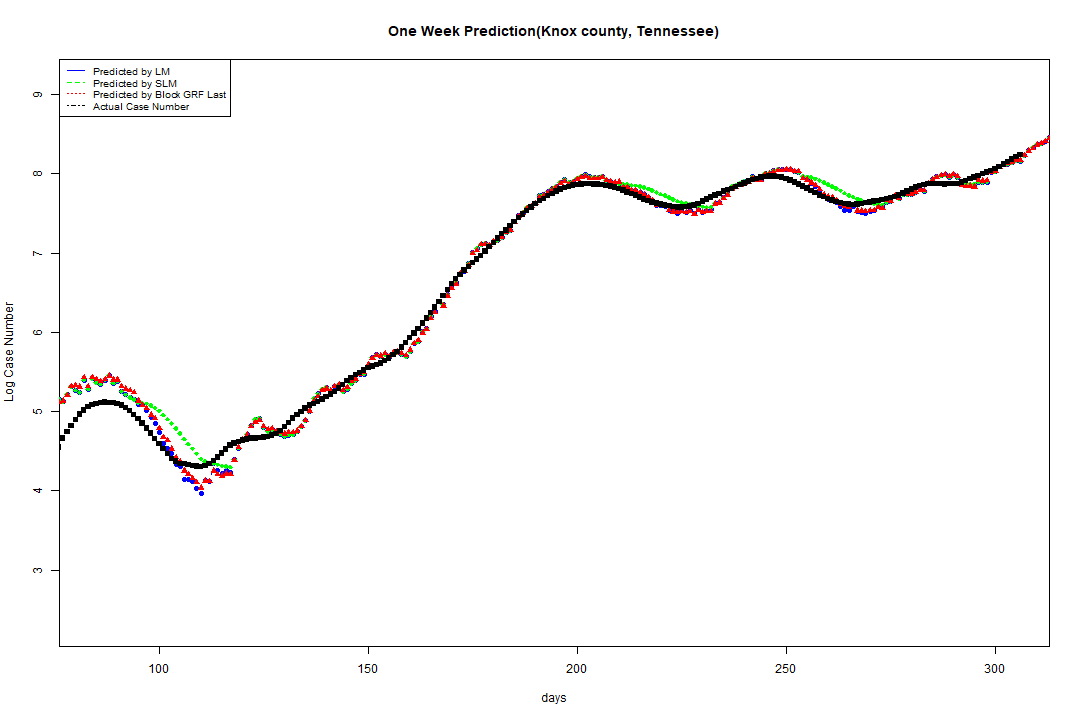 One Week Prediction(Knox county, Tennessee)
Predicted by LM
Predicted by SLM
Predicted by Block GRF Last
Actual Case Number
9
8
7
6
5
4
3
Log Case Number
100 150 200 250 300
days